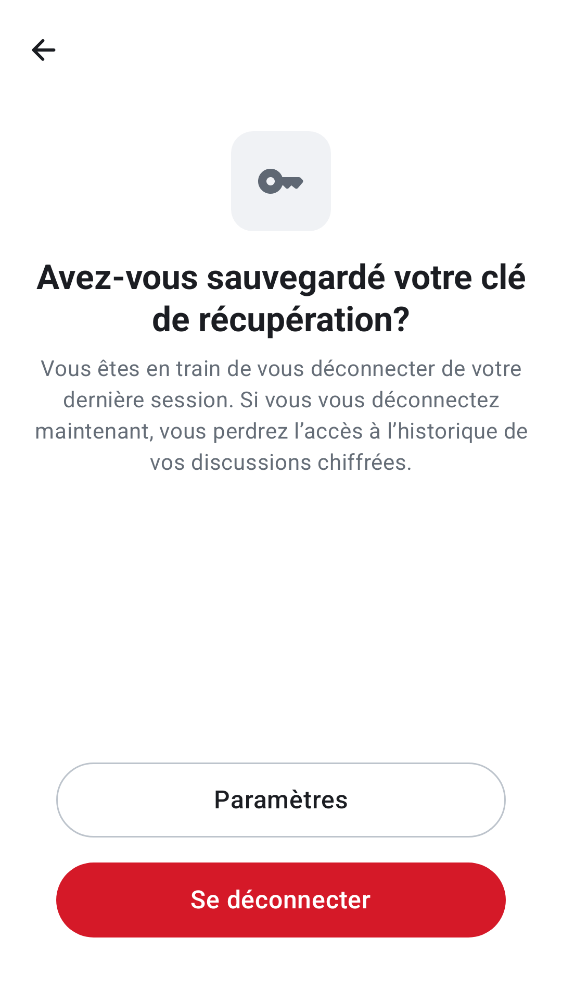 Avez-vous sauvegardé votre clé
de récupération?
Vous êtes en train de vous déconnecter de votre
dernière session. Si vous vous déconnectez
maintenant, vous perdrez l’accès à l’historique de
vos discussions chiffrées.
Paramètres
Se déconnecter